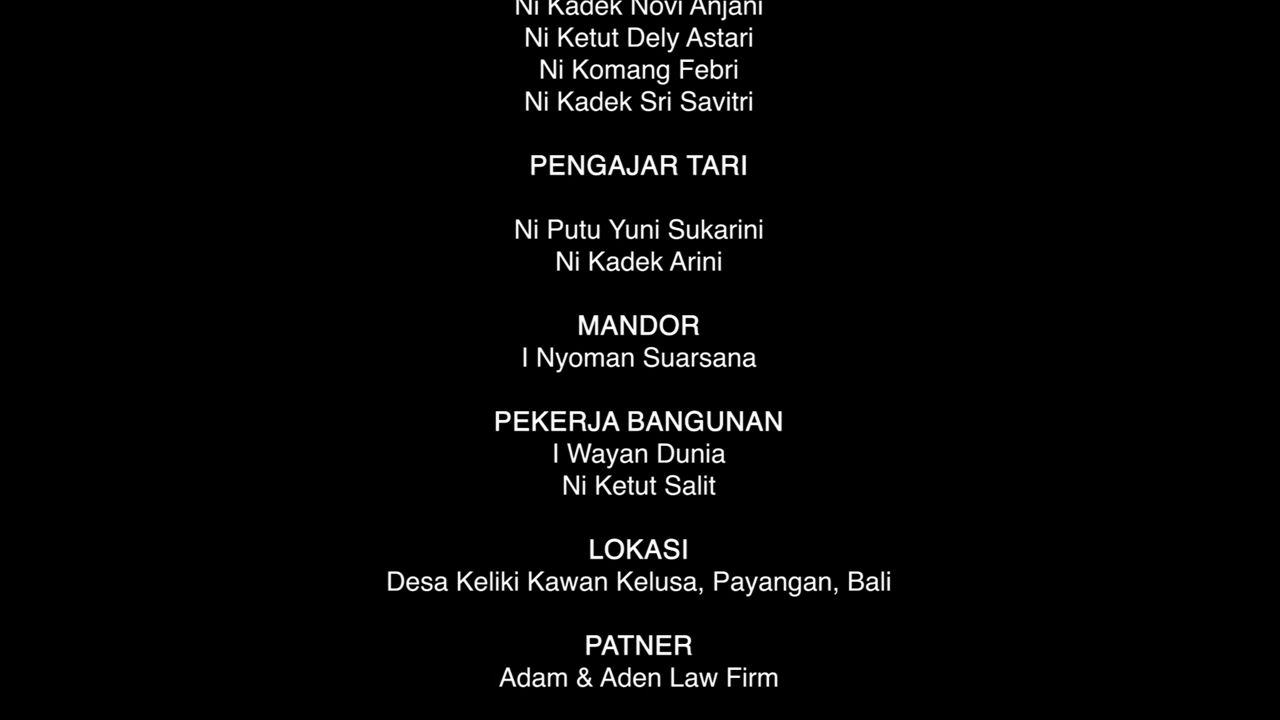 Ni Kadek Novi Anjani
Ni Ketut Dely Astari
Ni Komang Febri
Ni Kadek Sri Savitri
PENGAJAR TARI
Ni Putu Yuni Sukarini
Ni Kadek Arini
MANDOR
I Nyoman Suarsana
PEKERJA BANGUNAN
I Wayan Dunia
Ni Ketut Salit
LOKASI
Desa Keliki Kawan Kelusa, Payangan, Bali
PATNER
Adam & Aden Law Firm